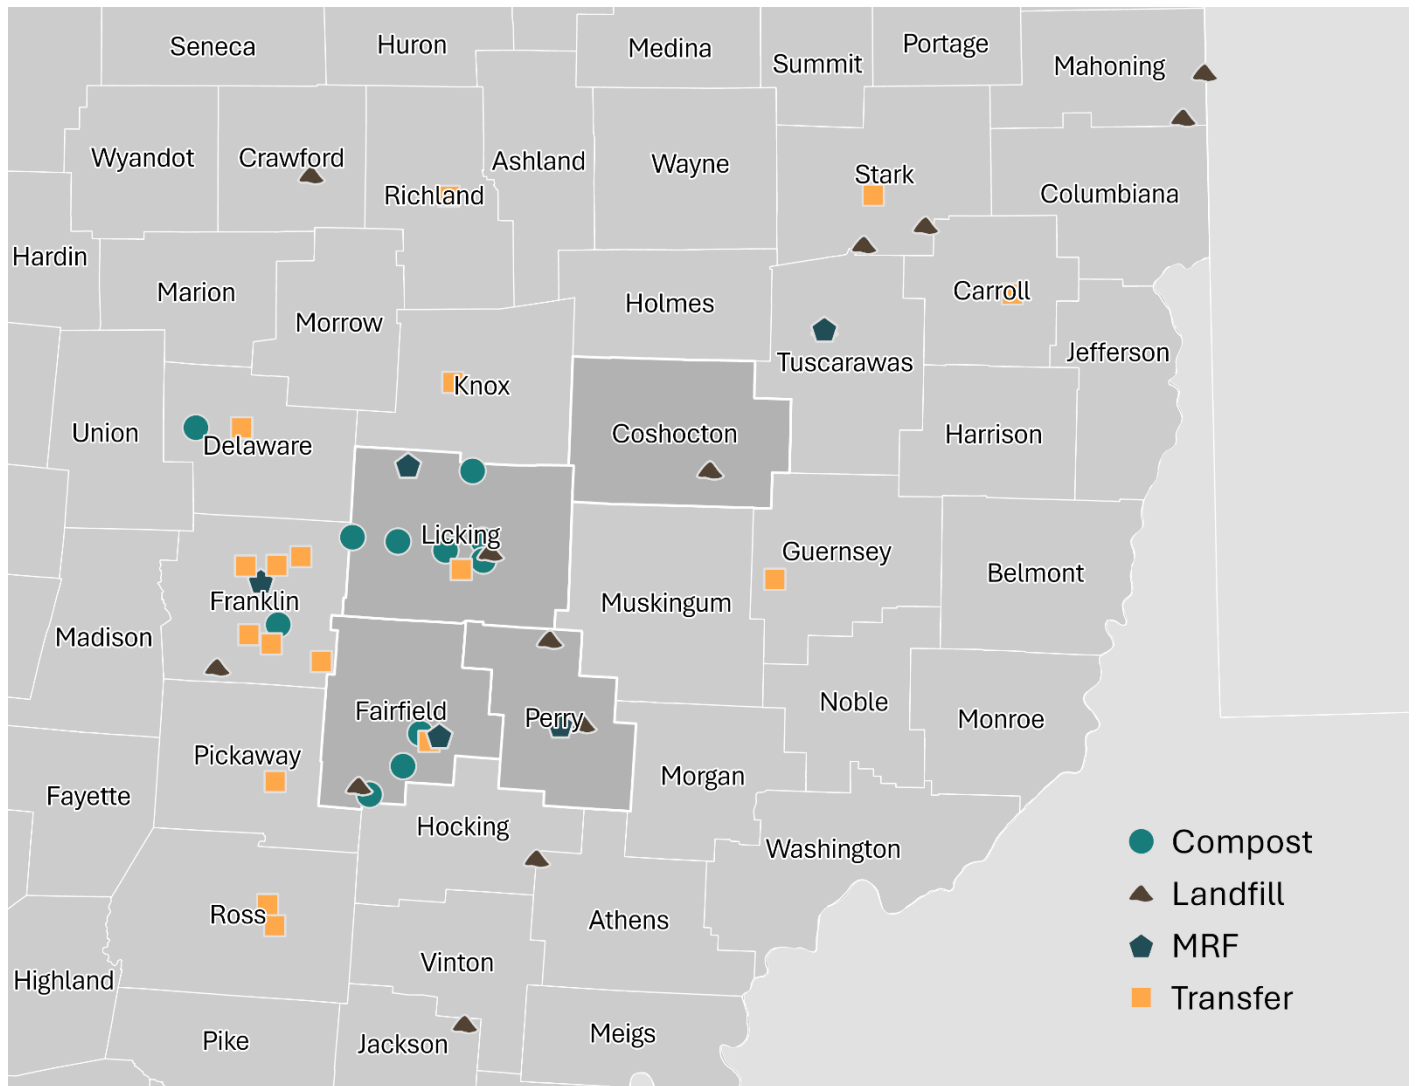 Seneca
Huron
Medina
Summit
Portage
Mahoning
Wyandot
Crawford
Richland
Ashland
Wayne
Stark
Columbiana
Hardin
Marion
Morrow
Holmes
Carroll
Tuscarawas
Jefferson
Knox
Union
Delaware
Coshocton
Harrison
Licking
Guernsey
Belmont
Franklin
Muskingum
Madison
Fairfield
Perry
Noble
Monroe
Pickaway
Morgan
Fayette
Hocking
Washington
Ross
Athens
Vinton
Highland
Pike
Jackson
Meigs
Compost
Landfill
MRF
Transfer